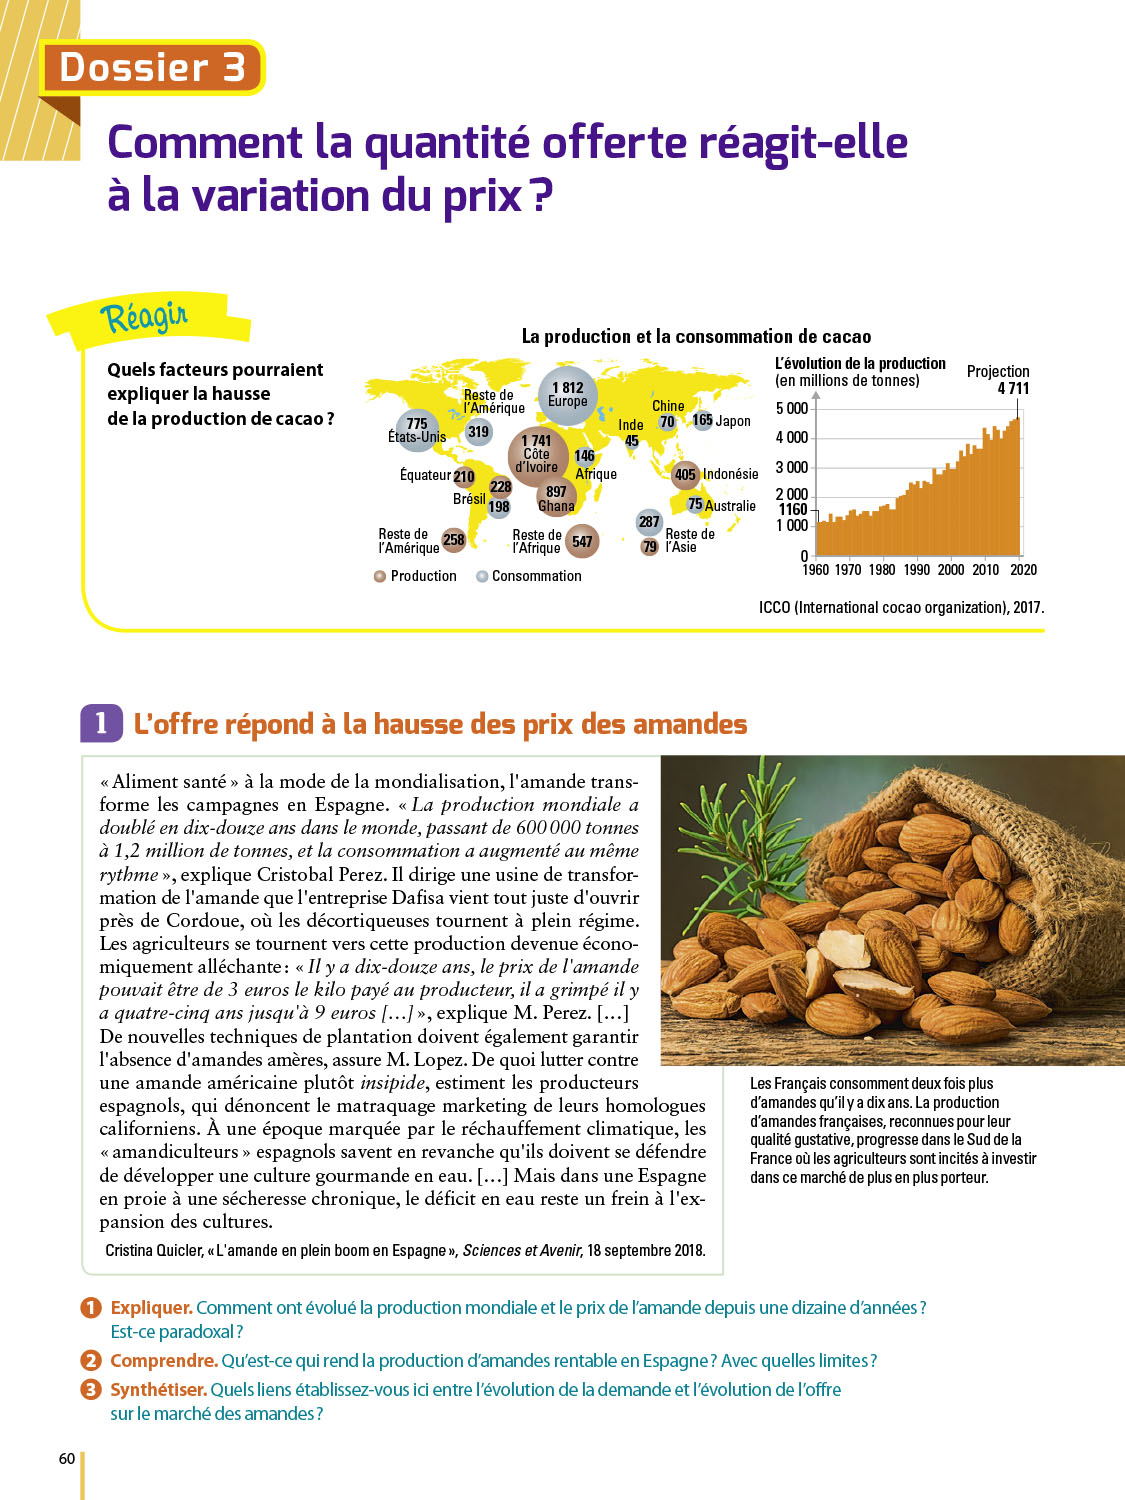 Dossier 3
Comment la quantité offerte réagit-elle
à la variation du prix ?
Réagir
Quels facteurs pourraient
expliquer la hausse
de la production de cacao ?
La production et la consommation de cacao
1 812
Europe
Reste de
l'Amérique
319
775
États-Unis
1 741
Côte
d'Ivoire
146
Afrique
Inde
45
Chine
70
165 Japon
Équateur 210
228
Brésil
198
897
Ghana
405 Indonésie
75 Australie
Reste de
l'Amérique
258
Reste de
l'Afrique
547
287
79
Reste de
l'Asie
Production
Consommation
L'évolution de la production
(en millions de tonnes)
Projection
4 711
5 000
4 000
3 000
2 000
1160
1 000
0
1960 1970 1980 1990 2000 2010 2020
ICCO (International cocao organization), 2017.
1 L'offre répond à la hausse des prix des amandes
« Aliment santé » à la mode de la mondialisation, l'amande trans-
forme les campagnes en Espagne. « La production mondiale a
doublé en dix-douze ans dans le monde, passant de 600 000 tonnes
à 1,2 million de tonnes, et la consommation a augmenté au même
rythme », explique Cristobal Perez. Il dirige une usine de transfor-
mation de l'amande que l'entreprise Dafisa vient tout juste d'ouvrir
près de Cordoue, où les décortiqueuses tournent à plein régime.
Les agriculteurs se tournent vers cette production devenue écono-
miquement alléchante : « Il y a dix-douze ans, le prix de l'amande
pouvait être de 3 euros le kilo payé au producteur, il a grimpé il y
a quatre-cinq ans jusqu'à 9 euros [...] », explique M. Perez. [...]
De nouvelles techniques de plantation doivent également garantir
l'absence d'amandes amères, assure M. Lopez. De quoi lutter contre
une amande américaine plutôt insipide, estiment les producteurs
espagnols, qui dénoncent le matraquage marketing de leurs homologues
californiens. À une époque marquée par le réchauffement climatique, les
« amandiculteurs » espagnols savent en revanche qu'ils doivent se défendre
de développer une culture gourmande en eau. [...] Mais dans une Espagne
en proie à une sécheresse chronique, le déficit en eau reste un frein à l'ex-
pansion des cultures.
Cristina Quicler, « L'amande en plein boom en Espagne », Sciences et Avenir, 18 septembre 2018.
Les Français consomment deux fois plus
d'amandes qu'il y a dix ans. La production
d'amandes françaises, reconnues pour leur
qualité gustative, progresse dans le Sud de la
France où les agriculteurs sont incités à investir
dans ce marché de plus en plus porteur.
1 Expliquer. Comment ont évolué la production mondiale et le prix de l'amande depuis une dizaine d'années ?
Est-ce paradoxal ?
2 Comprendre. Qu'est-ce qui rend la production d'amandes rentable en Espagne ? Avec quelles limites ?
3 Synthétiser. Quels liens établissez-vous ici entre l'évolution de la demande et l'évolution de l'offre
sur le marché des amandes ?
60